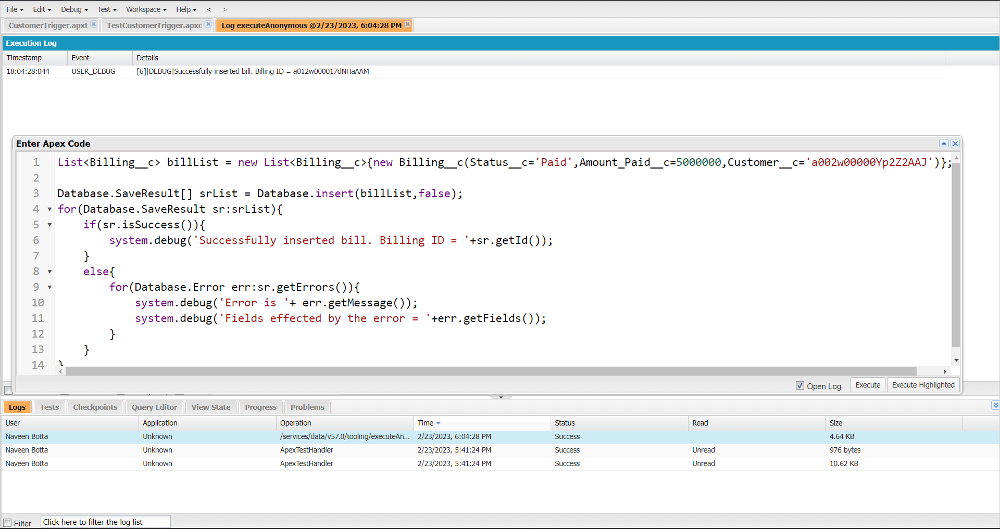 File Edit Debug Test Workspace Help < >
CustomerTrigger.apxt TestCustomerTrigger.apxc Log executeAnonymous @2/23/2023, 6:04:28 PM
Execution Log
Timestamp Event Details
18:04:28:044 USER_DEBUG [6]|DEBUG|Successfully inserted bill. Billing ID = a012w000017dNHaAAM
Enter Apex Code
1 List<Billing__c> billList = new List<Billing__c>{new Billing__c(Status__c='Paid',Amount_Paid__c=5000000,Customer__c='a002w00000Yp2Z2AAJ')};
2
3 Database.SaveResult[] srList = Database.insert(billList,false);
4 for(Database.SaveResult sr:srList){
5 if(sr.isSuccess()){
6 system.debug('Successfully inserted bill. Billing ID = '+sr.getId());
7 }
8 else{
9 for(Database.Error err:sr.getErrors()){
10 system.debug('Error is '+ err.getMessage());
11 system.debug('Fields effected by the error = '+err.getFields());
12 }
13 }
14 }
Open Log Execute Execute Highlighted
Logs Tests Checkpoints Query Editor View State Progress Problems
User Application Operation Time Status Read Size
Naveen Botta Unknown /services/data/v57.0/tooling/executeAn... 2/23/2023, 6:04:28 PM Success 4.64 KB
Naveen Botta Unknown ApexTestHandler 2/23/2023, 5:41:24 PM Success Unread 976 bytes
Naveen Botta Unknown ApexTestHandler 2/23/2023, 5:41:24 PM Success Unread 10.62 KB
Filter Click here to filter the log list